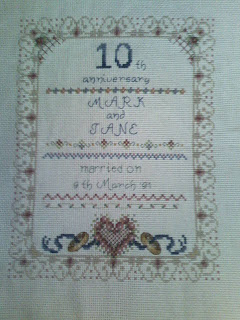 10th
anniversary
MARK
and
JANE
married on
9th March '91